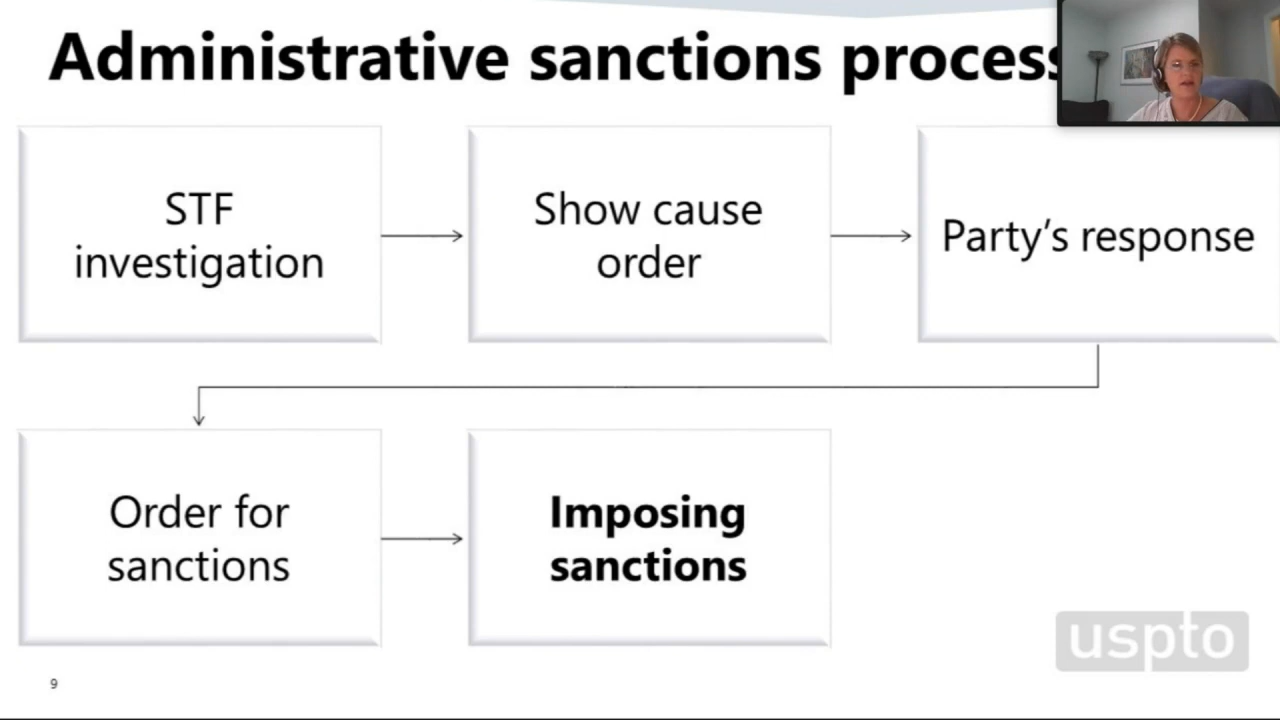 Administrative sanctions process
STF
investigation
Show cause
order
Party’s response
Order for
sanctions
Imposing
sanctions
uspto
9